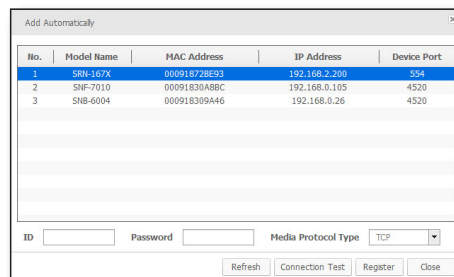 Add Automatically
No. Model Name MAC Address IP Address Device Port
1 SRN-167X 00091872BE93 192.168.2.200 554
2 SNF-7010 00091830A8BC 192.168.0.105 4520
3 SNB-6004 000918309A46 192.168.0.26 4520
ID Password Media Protocol Type TCP
Refresh Connection Test Register Close